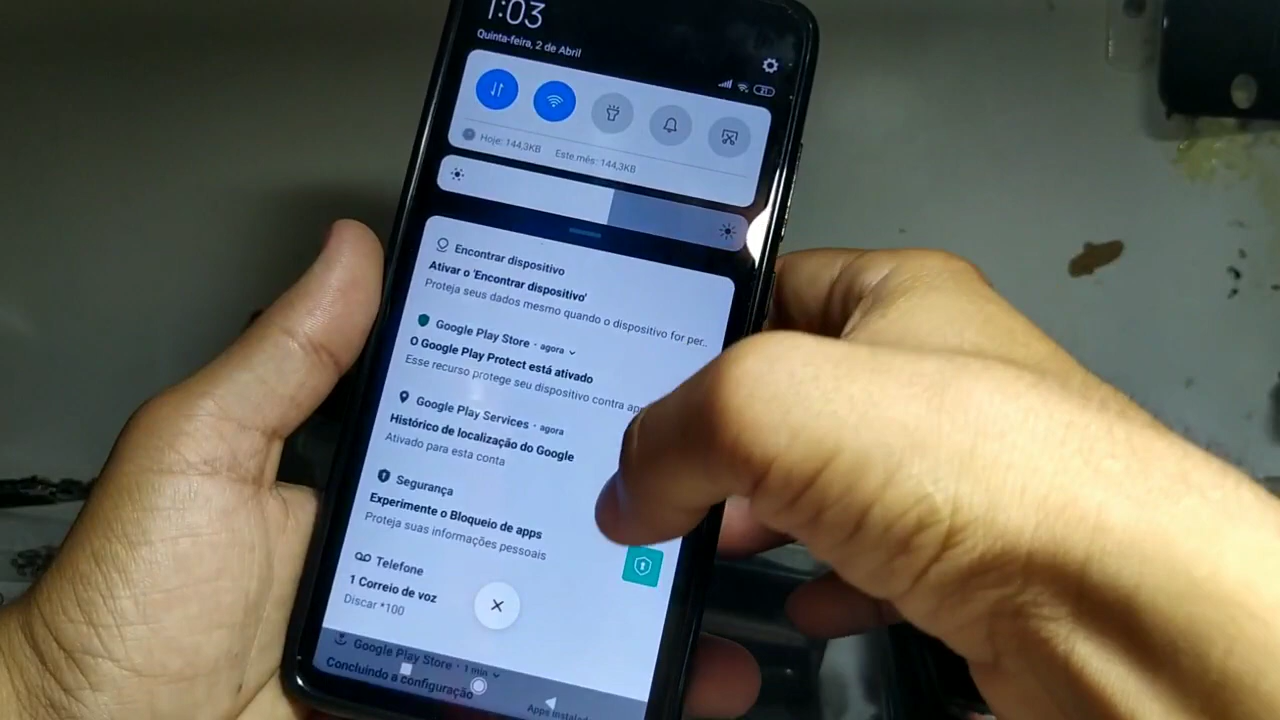 1:03
Quinta-feira, 2 de Abril
Hoje: 144,3KB Este mês: 144,3KB
Encontrar dispositivo
Ativar o 'Encontrar dispositivo'
Proteja seus dados mesmo quando o dispositivo for per..
Google Play Store · agora
O Google Play Protect está ativado
Esse recurso protege seu dispositivo contra
Google Play Services · agora
Histórico de localização do Google
Ativado para esta conta
Segurança
Experimente o Bloqueio de apps
Proteja suas informações pessoais
Telefone
1 Correio de voz
Discar *100
Google Play Store · 1 min
Concluindo a configuração
Apps